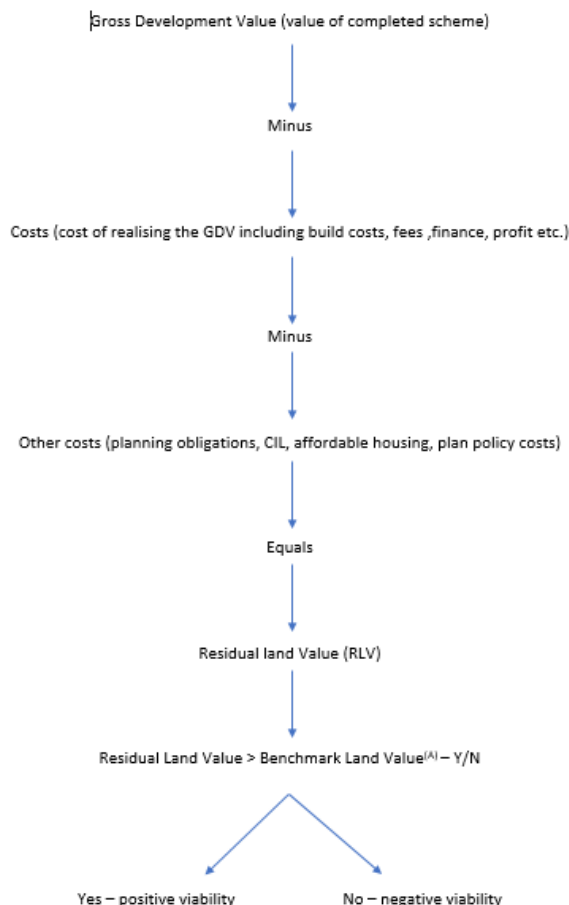 Gross Development Value (value of completed scheme)
Minus
Costs (cost of realising the GDV including build costs, fees ,finance, profit etc.)
Minus
Other costs (planning obligations, CIL, affordable housing, plan policy costs)
Equals
Residual land Value (RLV)
Residual Land Value > Benchmark Land Value(A) – Y/N
Yes – positive viability No – negative viability